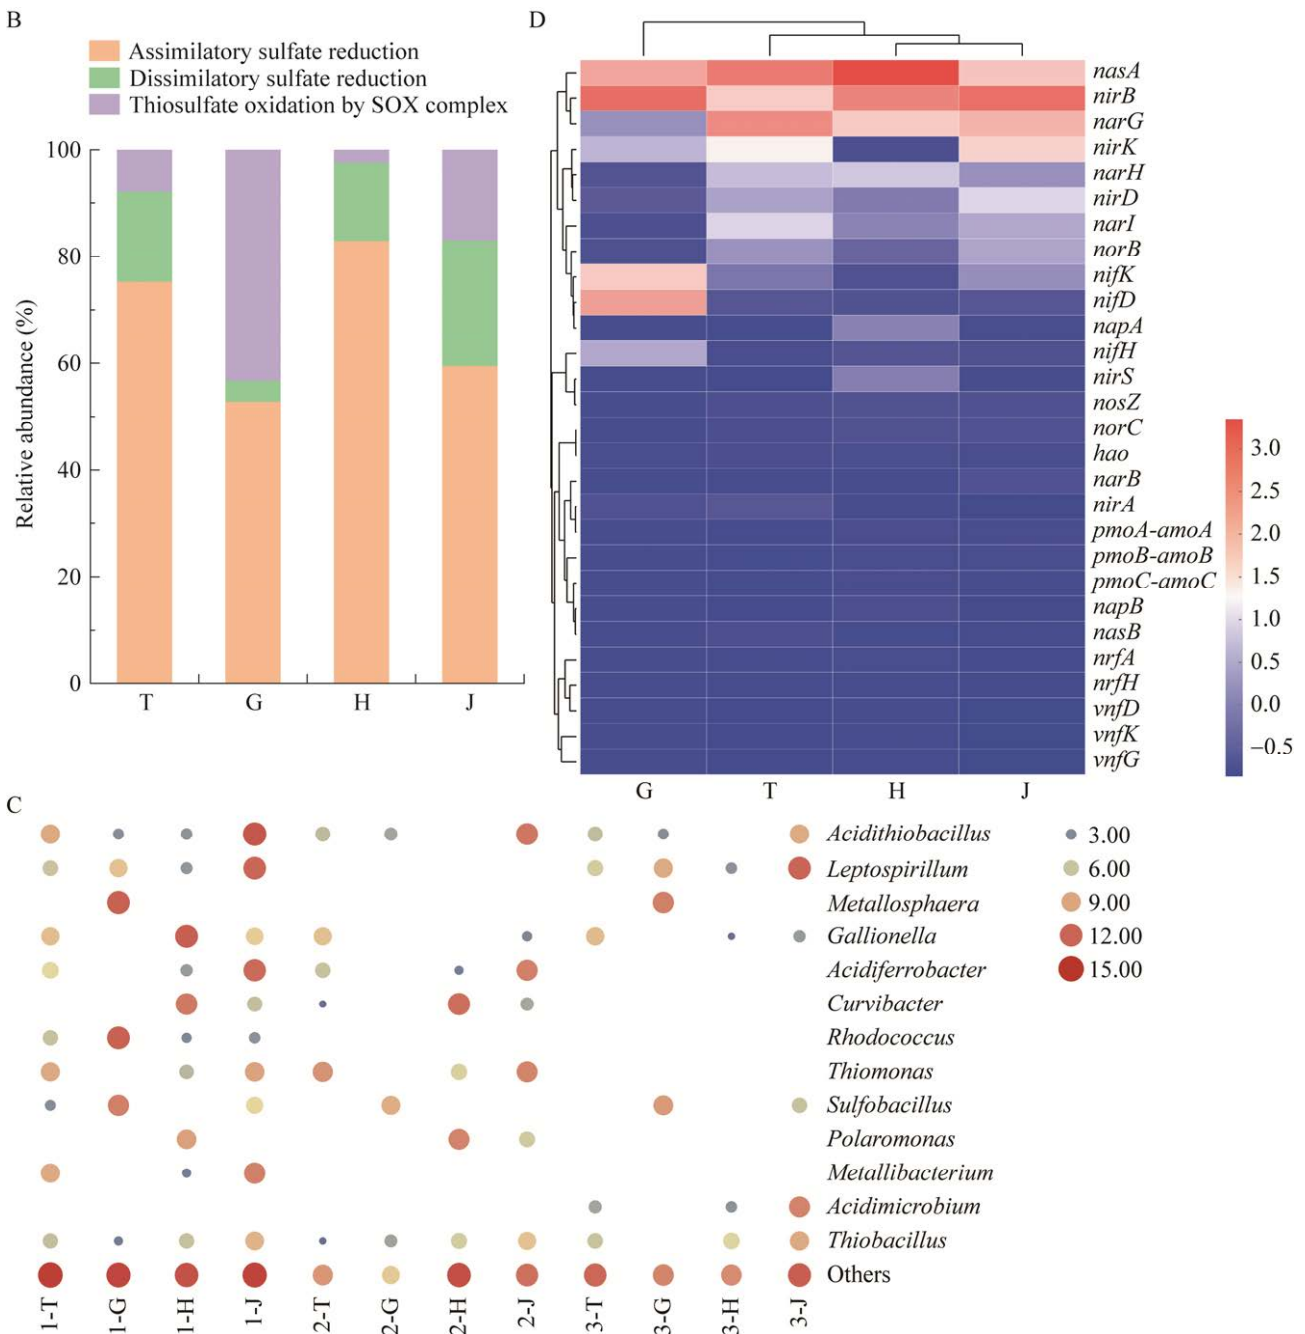 B
Assimilatory sulfate reduction
Dissimilatory sulfate reduction
Thiosulfate oxidation by SOX complex
Relative abundance (%)
100
80
60
40
20
0
T G H J
D
nasA
nirB
narG
nirK
narH
nirD
narI
norB
nifK
nifD
napA
nifH
nirS
nosZ
norC
hao
narB
nirA
pmoA-amoA
pmoB-amoB
pmoC-amoC
napB
nasB
nrfA
nrfH
vnfD
vnfK
vnfG
G T H J
3.0
2.5
2.0
1.5
1.0
0.5
0.0
−0.5
C
Acidithiobacillus
Leptospirillum
Metallosphaera
Gallionella
Acidiferrobacter
Curvibacter
Rhodococcus
Thiomonas
Sulfobacillus
Polaromonas
Metallibacterium
Acidimicrobium
Thiobacillus
Others
3.00
6.00
9.00
12.00
15.00
1-T 1-G 1-H 1-J 2-T 2-G 2-H 2-J 3-T 3-G 3-H 3-J